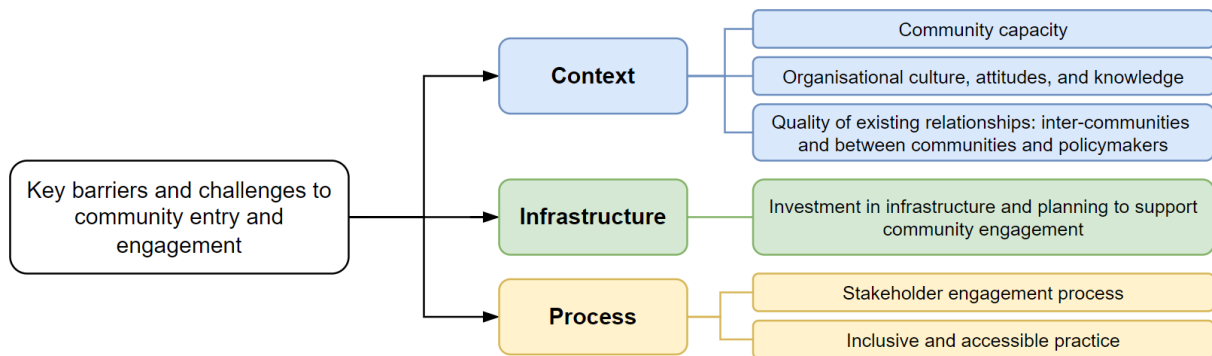 Key barriers and challenges to
community entry and
engagement
Context
Community capacity
Organisational culture, attitudes, and knowledge
Quality of existing relationships: inter-communities
and between communities and policymakers
Infrastructure
Investment in infrastructure and planning to support
community engagement
Process
Stakeholder engagement process
Inclusive and accessible practice